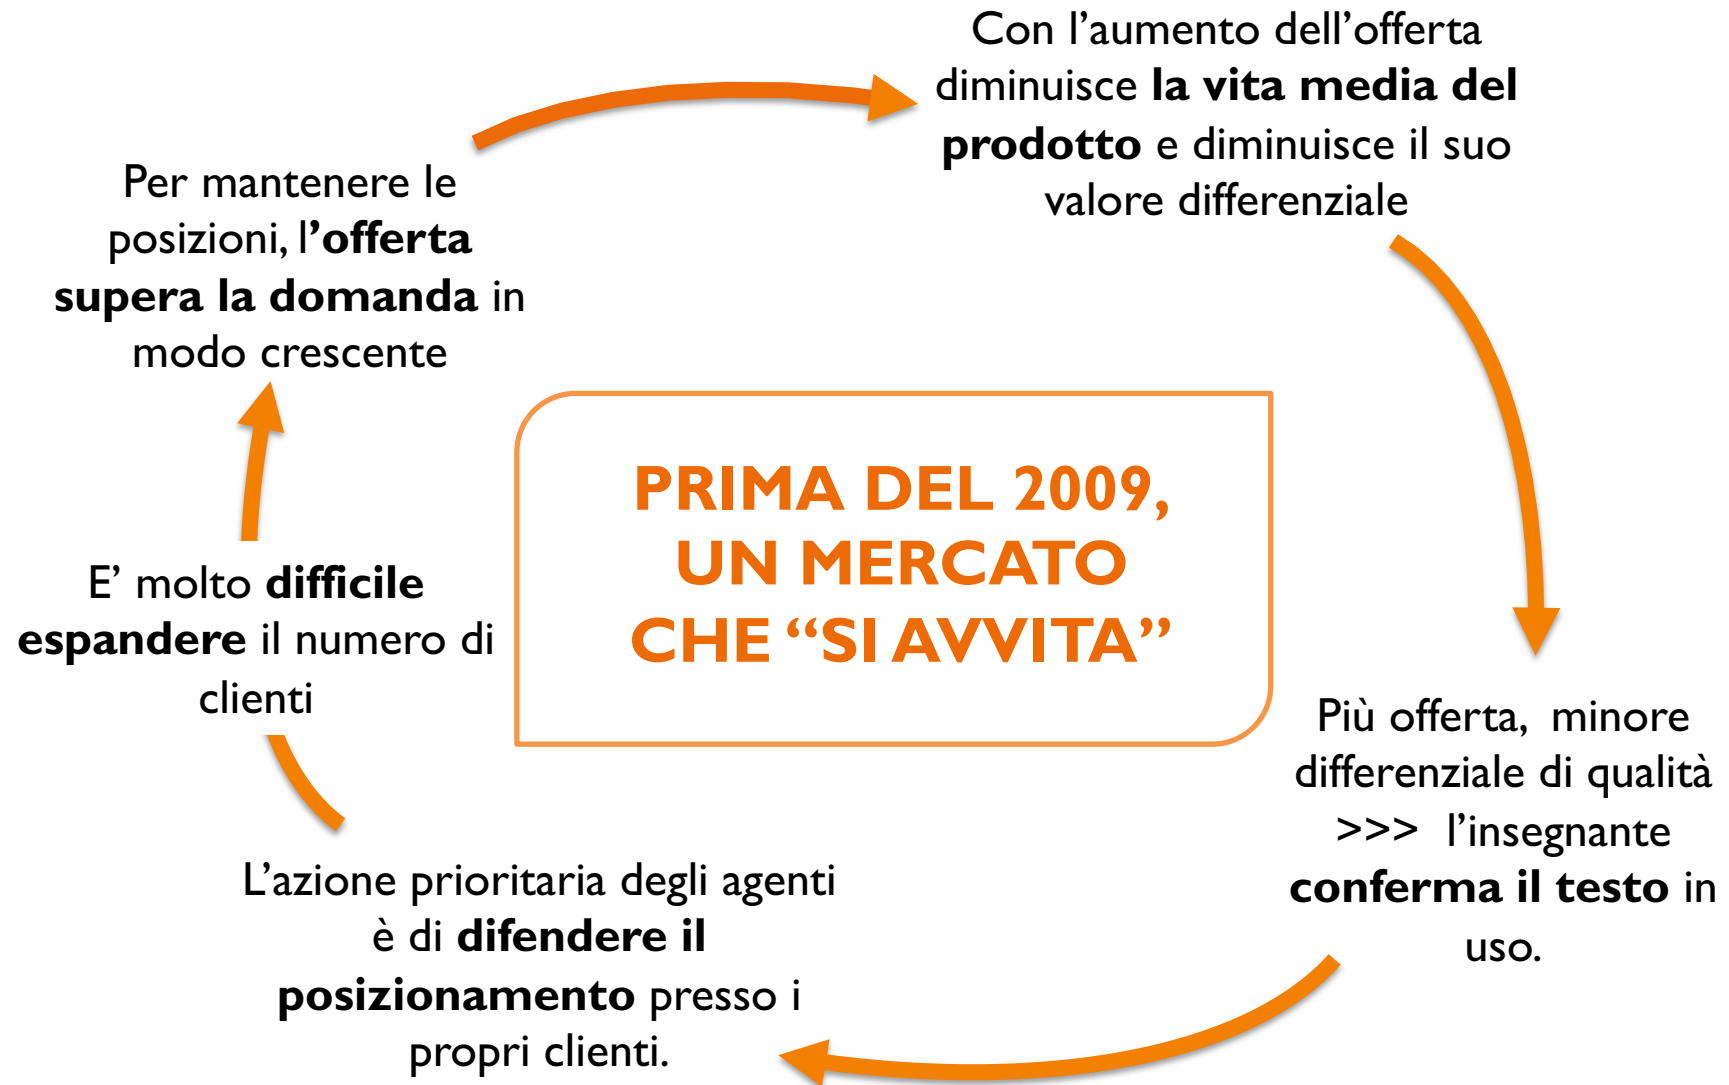 Con l’aumento dell’offerta
diminuisce la vita media del
prodotto e diminuisce il suo
valore differenziale
Per mantenere le
posizioni, l’offerta
supera la domanda in
modo crescente
PRIMA DEL 2009,
UN MERCATO
CHE “SI AVVITA”
E’ molto difficile
espandere il numero di
clienti
Più offerta, minore
differenziale di qualità
>>> l’insegnante
conferma il testo in
uso.
L’azione prioritaria degli agenti
è di difendere il
posizionamento presso i
propri clienti.